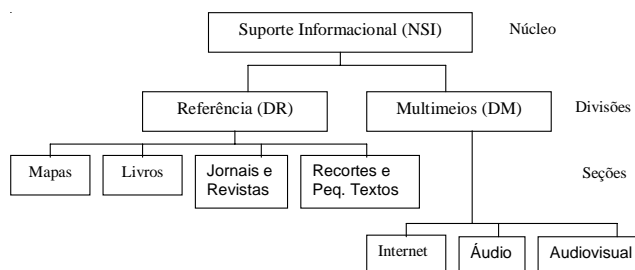 Suporte Informacional (NSI)
Núcleo
Referência (DR)
Multimeios (DM)
Divisões
Mapas
Livros
Jornais e
Revistas
Recortes e
Peq. Textos
Seções
Internet
Áudio
Audiovisual